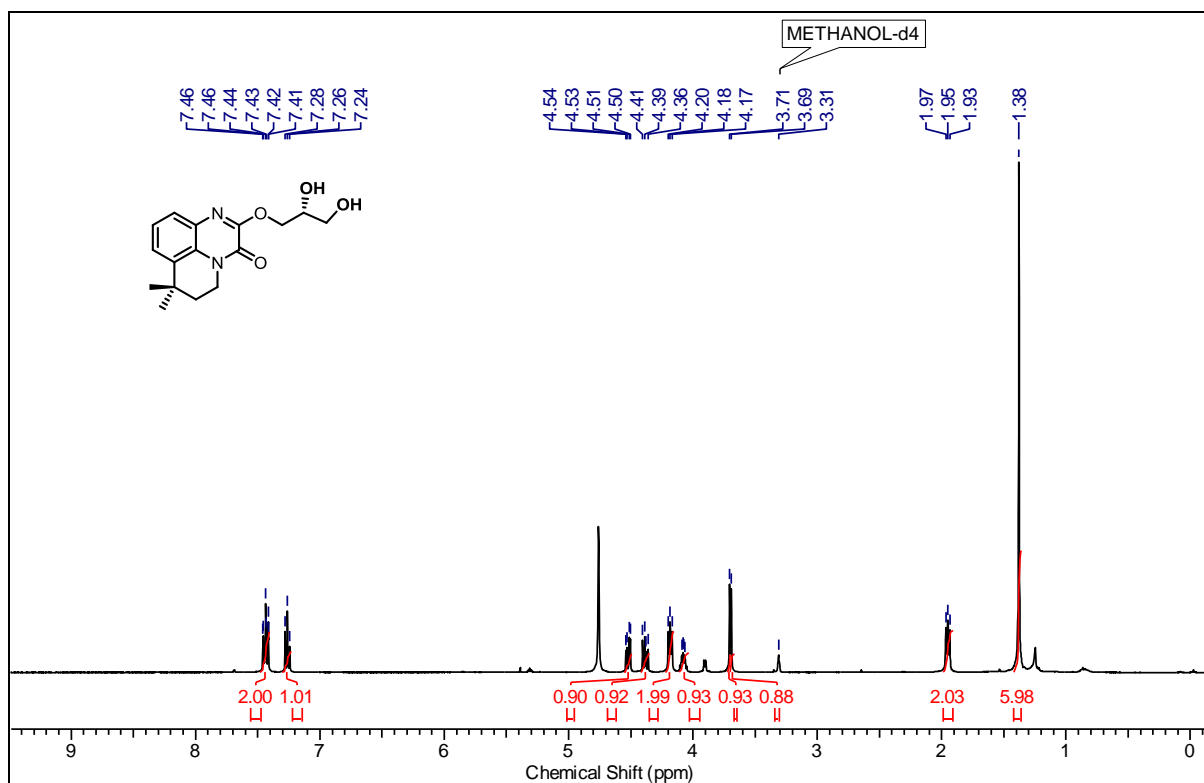 METHANOL-d4
7.46 7.46 7.44 7.43 7.42 7.41 7.28 7.26 7.24 4.54 4.53 4.51 4.50 4.41 4.39 4.36 4.20 4.18 4.17 3.71 3.69 3.31 1.97 1.95 1.93 1.38
OH
OH
N
O
N
O
2.00 1.01 0.90 0.92 1.99 0.93 0.93 0.88 2.03 5.98
9 8 7 6 5 4 3 2 1 0
Chemical Shift (ppm)